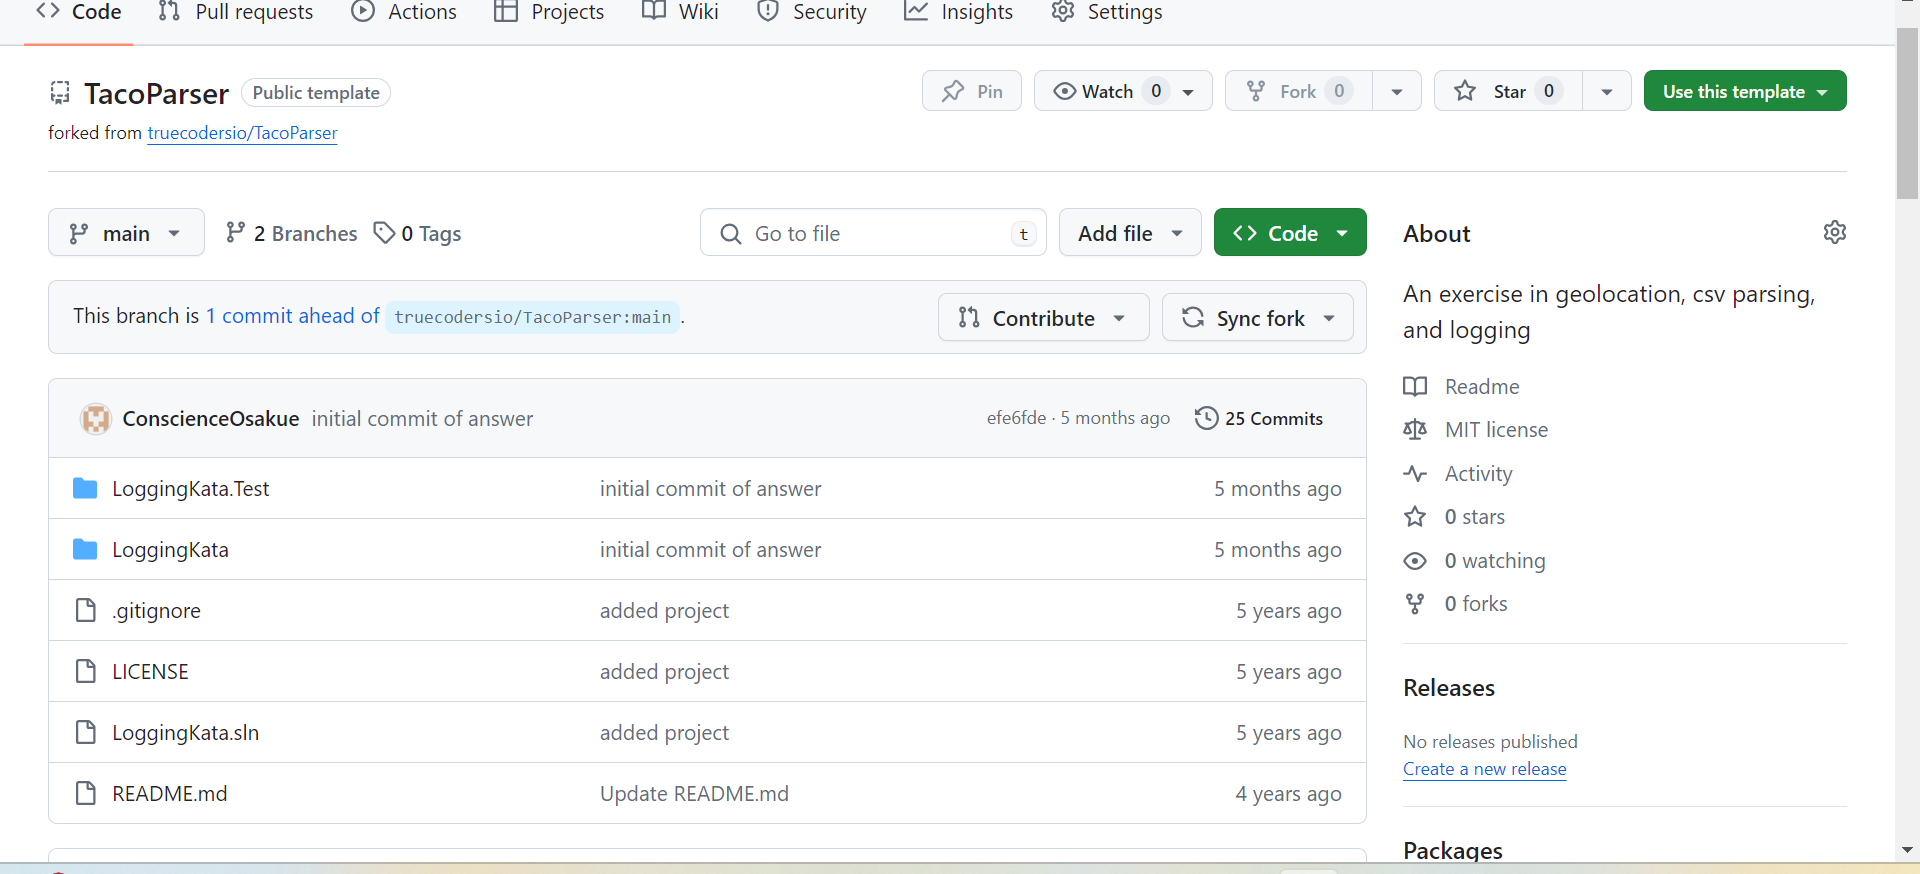 Code Pull requests Actions Projects Wiki Security Insights Settings
TacoParser Public template Pin Watch 0 Fork 0 Star 0 Use this template
forked from truecodersio/TacoParser
main 2 Branches 0 Tags Go to file t Add file Code
This branch is 1 commit ahead of truecodersio/TacoParser:main .
Contribute Sync fork
ConscienceOsakue initial commit of answer efe6fde · 5 months ago 25 Commits
LoggingKata.Test initial commit of answer 5 months ago
LoggingKata initial commit of answer 5 months ago
.gitignore added project 5 years ago
LICENSE added project 5 years ago
LoggingKata.sln added project 5 years ago
README.md Update README.md 4 years ago
About
An exercise in geolocation, csv parsing,
and logging
Readme
MIT license
Activity
0 stars
0 watching
0 forks
Releases
No releases published
Create a new release
Packages